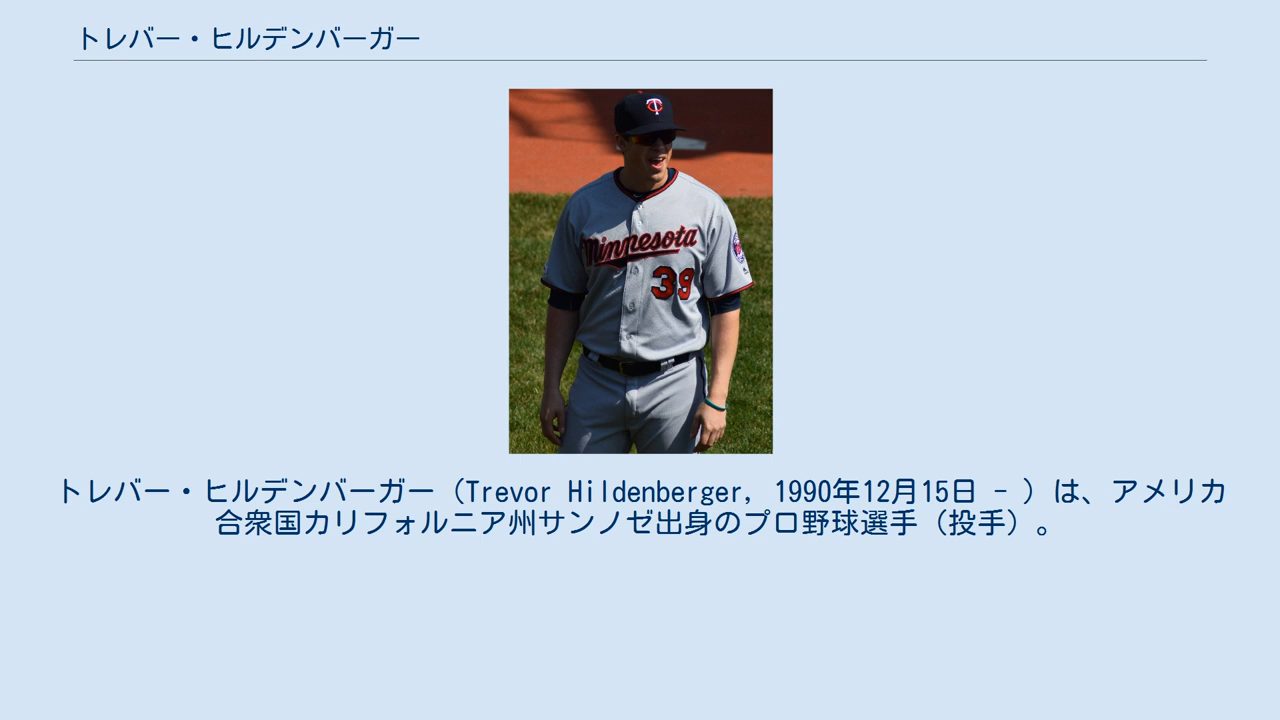 トレバー・ヒルデンバーガー
Minnesota
39
トレバー・ヒルデンバーガー（Trevor Hildenberger, 1990年12月15日 - ）は、アメリカ
合衆国カリフォルニア州サンノゼ出身のプロ野球選手（投手）。